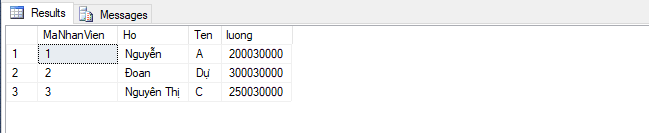 Results Messages
MaNhanVien Ho Ten luong
1 1 Nguyễn A 200030000
2 2 Đoan Dự 300030000
3 3 Nguyên Thị C 250030000